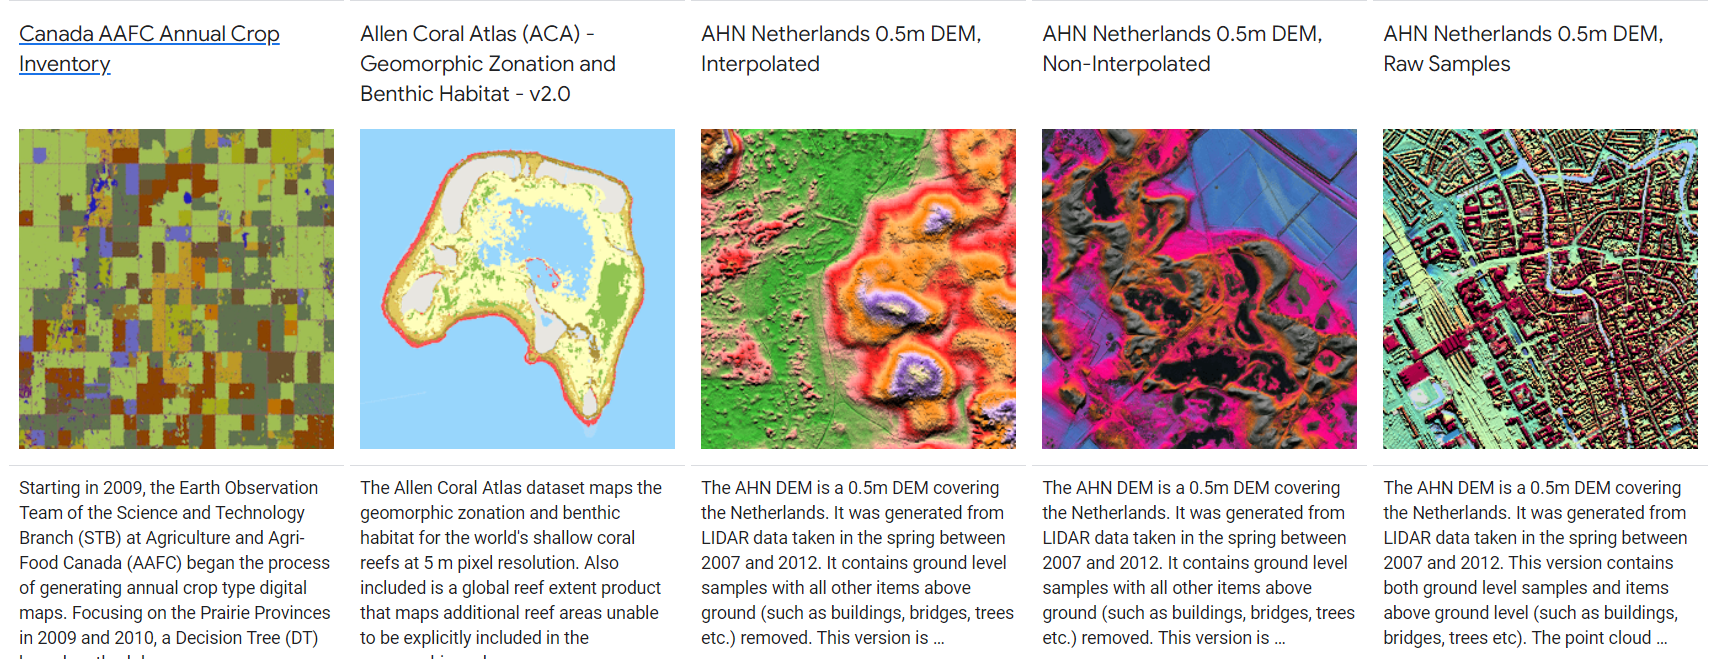 Canada AAFC Annual Crop
Inventory
Starting in 2009, the Earth Observation
Team of the Science and Technology
Branch (STB) at Agriculture and Agri-
Food Canada (AAFC) began the process
of generating annual crop type digital
maps. Focusing on the Prairie Provinces
in 2009 and 2010, a Decision Tree (DT)
Allen Coral Atlas (ACA) -
Geomorphic Zonation and
Benthic Habitat - v2.0
The Allen Coral Atlas dataset maps the
geomorphic zonation and benthic
habitat for the world's shallow coral
reefs at 5 m pixel resolution. Also
included is a global reef extent product
that maps additional reef areas unable
to be explicitly included in the
AHN Netherlands 0.5m DEM,
Interpolated
The AHN DEM is a 0.5m DEM covering
the Netherlands. It was generated from
LIDAR data taken in the spring between
2007 and 2012. It contains ground level
samples with all other items above
ground (such as buildings, bridges, trees
etc.) removed. This version is ...
AHN Netherlands 0.5m DEM,
Non-Interpolated
The AHN DEM is a 0.5m DEM covering
the Netherlands. It was generated from
LIDAR data taken in the spring between
2007 and 2012. It contains ground level
samples with all other items above
ground (such as buildings, bridges, trees
etc.) removed. This version is ...
AHN Netherlands 0.5m DEM,
Raw Samples
The AHN DEM is a 0.5m DEM covering
the Netherlands. It was generated from
LIDAR data taken in the spring between
2007 and 2012. This version contains
both ground level samples and items
above ground level (such as buildings,
bridges, trees etc). The point cloud ...